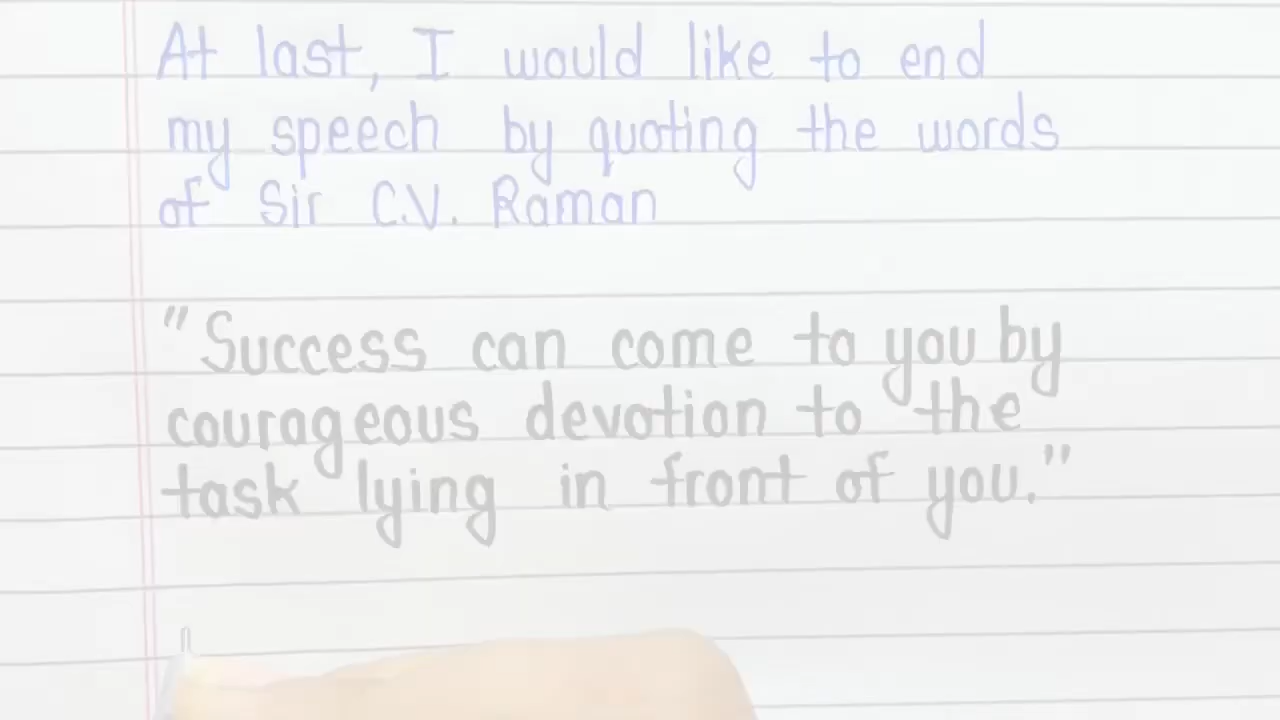 At last, I would like to end
my speech by quoting the words
of Sir C.V. Raman
"Success can come to you by
courageous devotion to the
task lying in front of you."